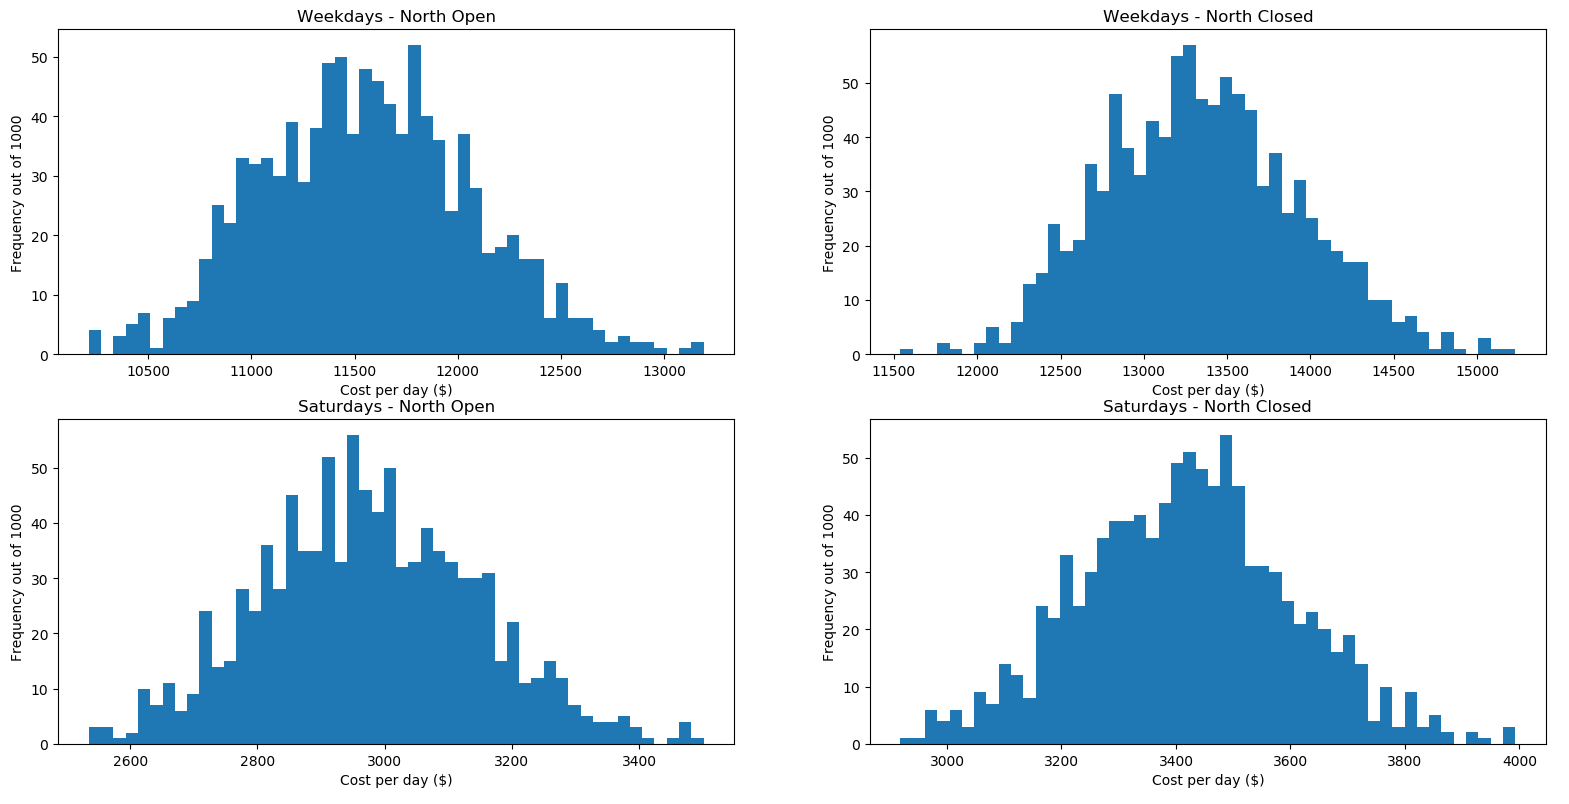 Weekdays - North Open
Frequency out of 1000
50
40
30
20
10
0
10500 11000 11500 12000 12500 13000
Cost per day ($)
Weekdays - North Closed
Frequency out of 1000
50
40
30
20
10
0
11500 12000 12500 13000 13500 14000 14500 15000
Cost per day ($)
Saturdays - North Open
Frequency out of 1000
50
40
30
20
10
0
2600 2800 3000 3200 3400
Cost per day ($)
Saturdays - North Closed
Frequency out of 1000
50
40
30
20
10
0
3000 3200 3400 3600 3800 4000
Cost per day ($)